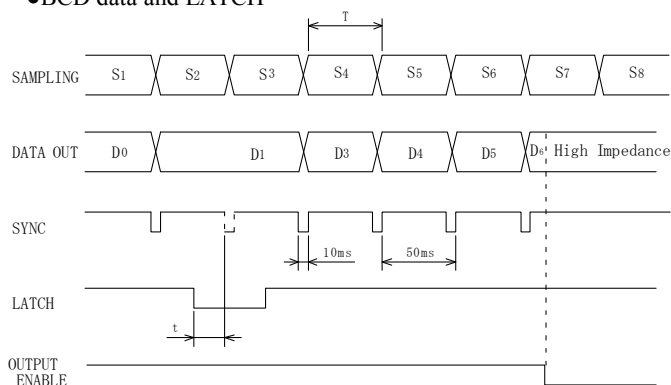 ●BCD data and LATCH
T
SAMPLING S1 S2 S3 S4 S5 S6 S7 S8
DATA OUT D0 D1 D3 D4 D5 D6 High Impedance
SYNC
10ms 50ms
LATCH
t
OUTPUT
ENABLE